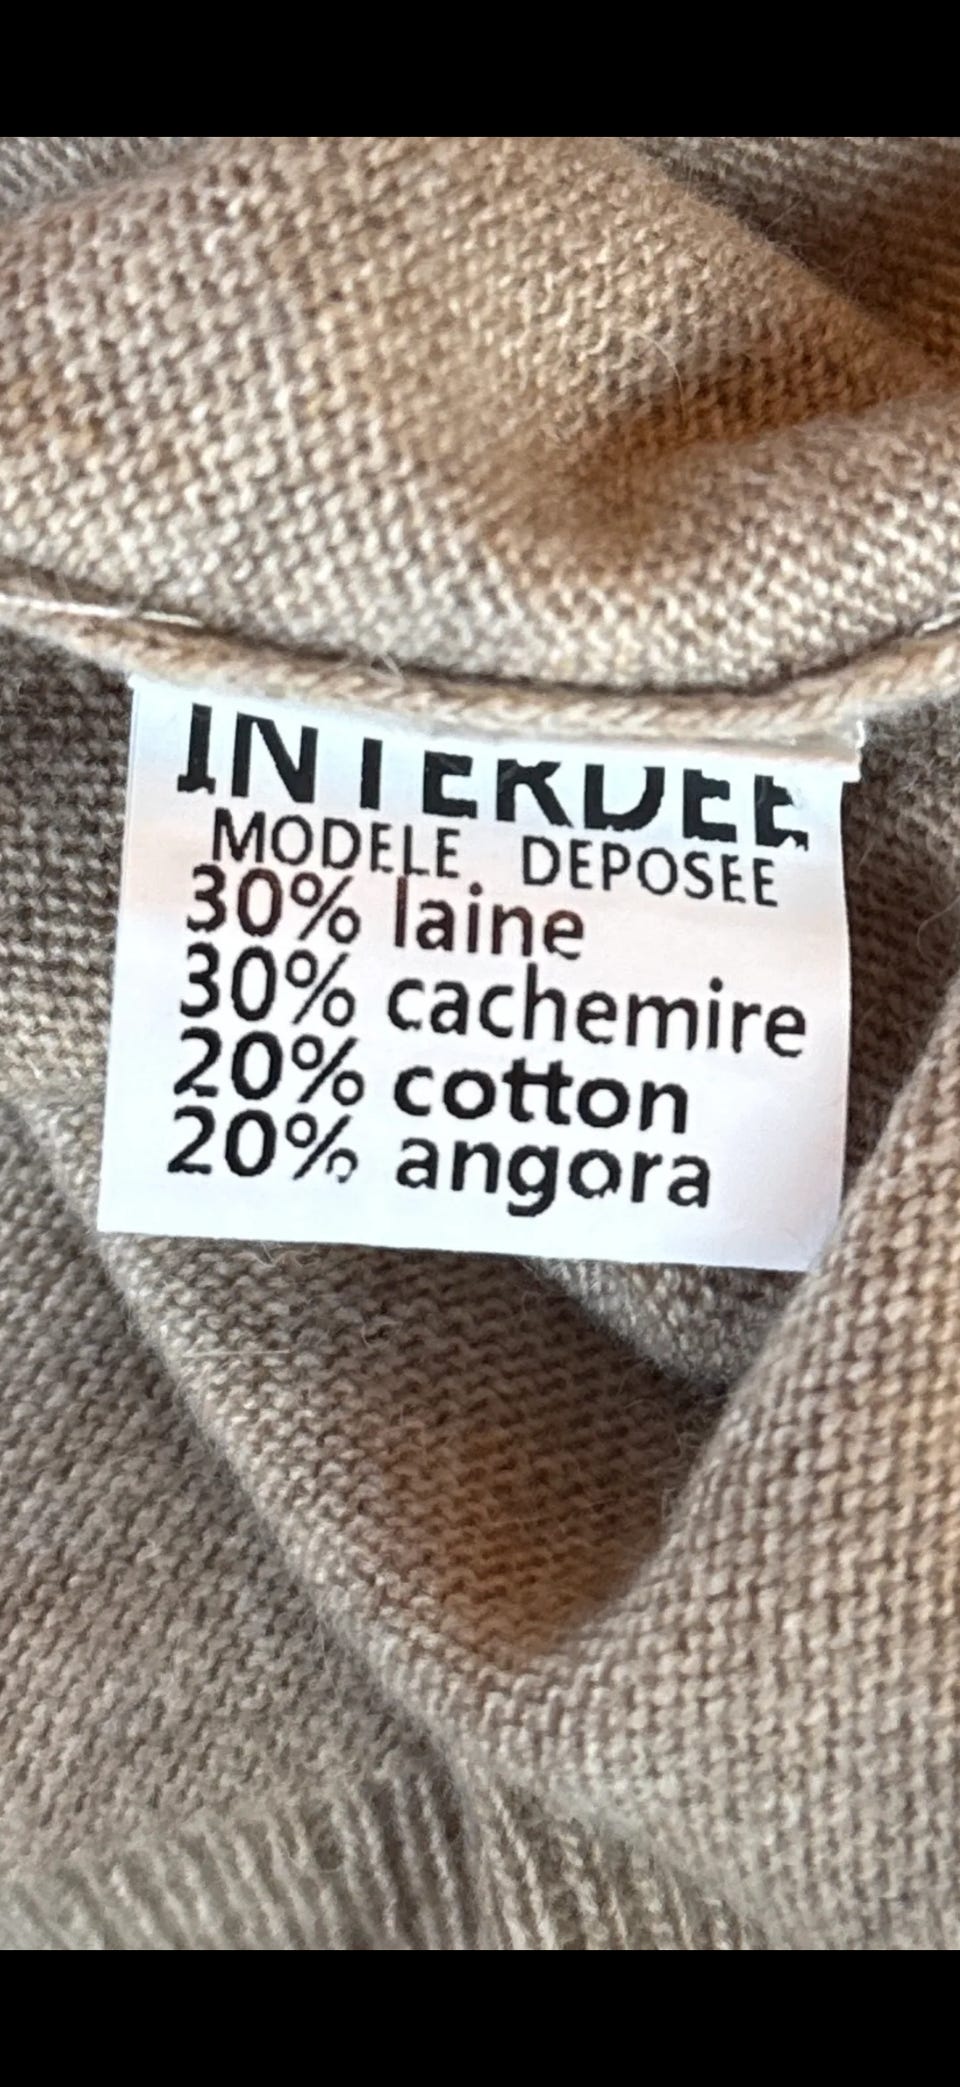 INTERDEE
MODELE DEPOSEE
30% laine
30% cachemire
20% cotton
20% angora